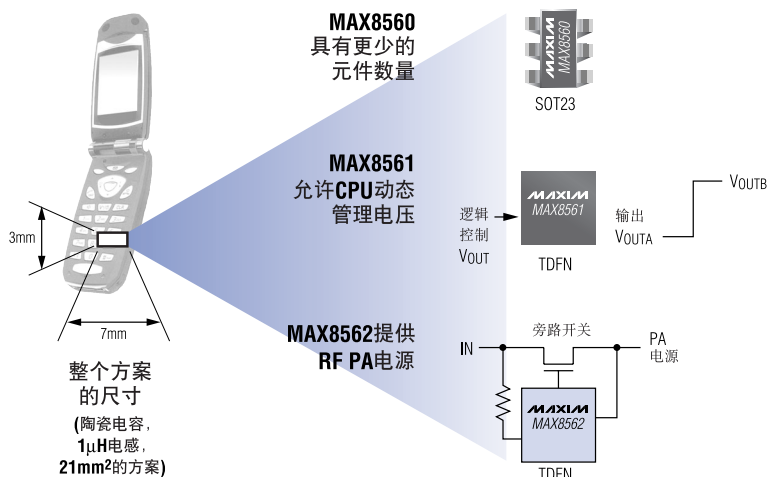 MAX8560
具有更少的
元件数量
MAXIM
MAX8560
SOT23
MAX8561
允许CPU动态
管理电压
逻辑
控制
VOUT
MAXIM
MAX8561
TDFN
输出
VOUTA
VOUTB
3mm
7mm
整个方案
的尺寸
(陶瓷电容,
1μH电感,
21mm²的方案)
MAX8562提供
RF PA电源
IN
旁路开关
PA
电源
MAXIM
MAX8562
TDFN